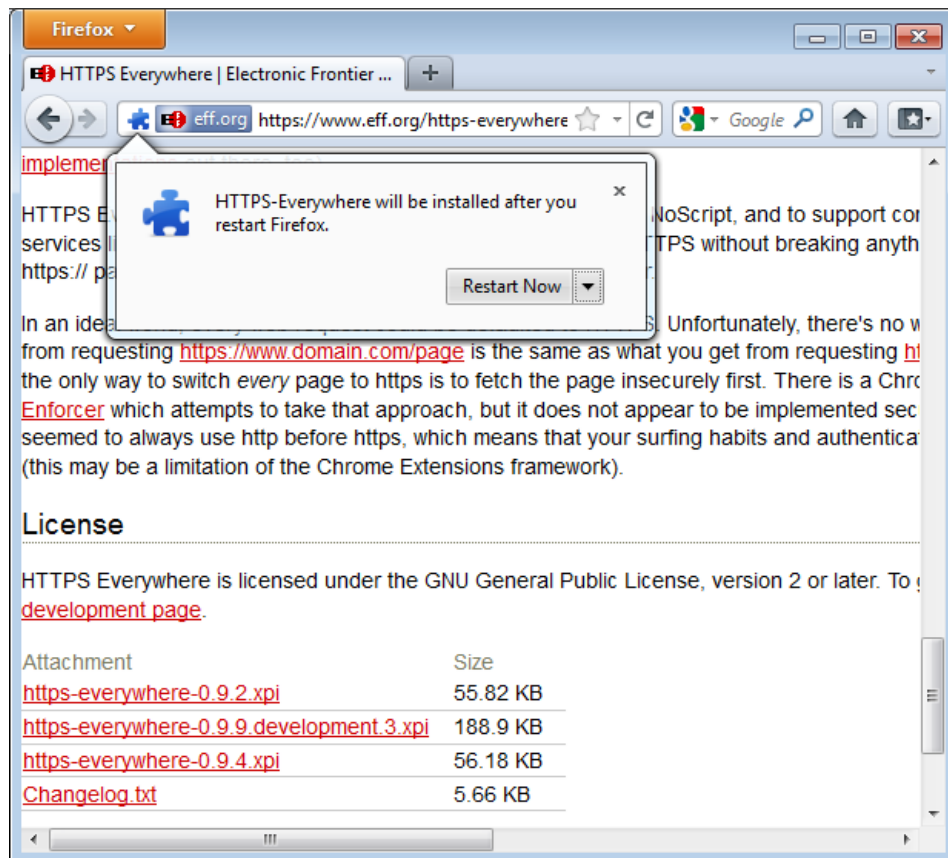 Firefox
HTTPS Everywhere | Electronic Frontier ...
eff.org https://www.eff.org/https-everywhere
Google
HTTPS-Everywhere will be installed after you
restart Firefox.
Restart Now
HTTPS NoScript, and to support
services TTPS without breaking
https://
In an . Unfortunately, there's no
from requesting https://www.domain.com/page is the same as what you get from requesting
the only way to switch every page to https is to fetch the page insecurely first. There is a
Enforcer which attempts to take that approach, but it does not appear to be implemented
seemed to always use http before https, which means that your surfing habits and
(this may be a limitation of the Chrome Extensions framework).
License
HTTPS Everywhere is licensed under the GNU General Public License, version 2 or later. To
development page.
Attachment Size
https-everywhere-0.9.2.xpi 55.82 KB
https-everywhere-0.9.9.development.3.xpi 188.9 KB
https-everywhere-0.9.4.xpi 56.18 KB
Changelog.txt 5.66 KB